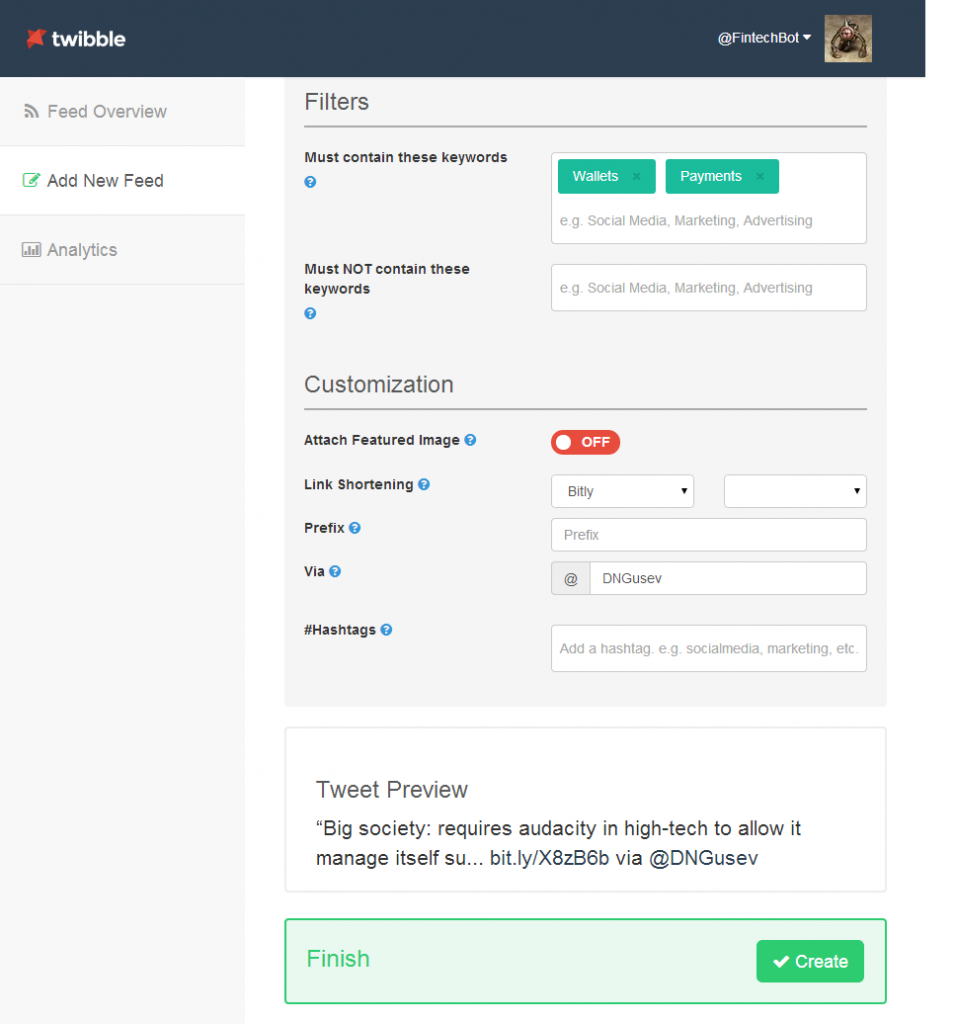 twibble
@FintechBot
Feed Overview
Add New Feed
Analytics
Filters
Must contain these keywords
Wallets × Payments ×
e.g. Social Media, Marketing, Advertising
Must NOT contain these
keywords
e.g. Social Media, Marketing, Advertising
Customization
Attach Featured Image
OFF
Link Shortening
Bitly
Prefix
Prefix
Via
@ DNGusev
#Hashtags
Add a hashtag. e.g. socialmedia, marketing, etc.
Tweet Preview
“Big society: requires audacity in high-tech to allow it
manage itself su... bit.ly/X8zB6b via @DNGusev
Finish
Create